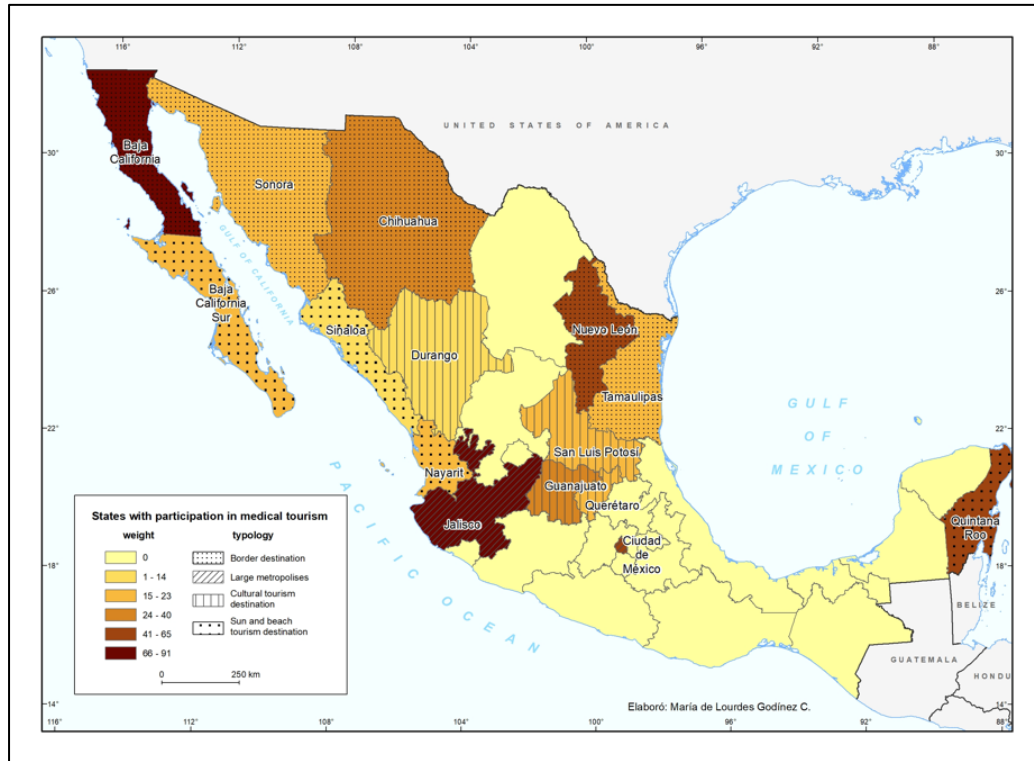 116° 112° 108° 104° 100° 96° 92° 88°
UNITED STATES OF AMERICA
30° 30°
Baja
California
Sonora
Chihuahua
GULF OF CALIFORNIA
26° 26°
Baja
California
Sur
Sinaloa
Durango
Nuevo León
Tamaulipas
GULF
OF
MEXICO
22° 22°
San Luis Potosí
Nayarit
Guanajuato
Querétaro
Jalisco
Ciudad
de
México
Quintana
Roo
PACIFIC OCEAN
18° 18°
BELIZE
GUATEMALA
HONDU
States with participation in medical tourism
weight typology
0 Border destination
1 - 14 Large metropolises
15 - 23 Cultural tourism
destination
24 - 40
41 - 65 Sun and beach
tourism destination
66 - 91
0 250 km
14° 14°
Elaboró: María de Lourdes Godínez C.
116° 112° 108° 104° 100° 96° 92° 88°